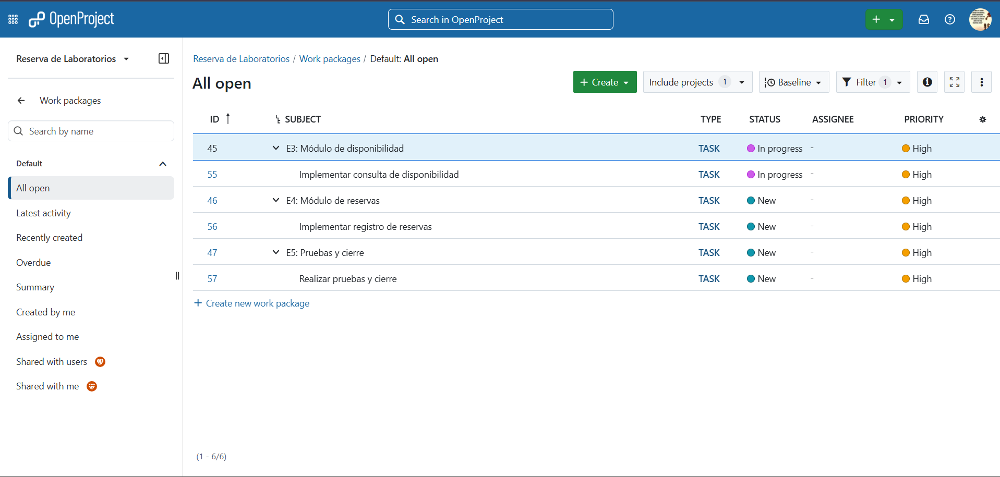 OpenProject
Search in OpenProject
Reserva de Laboratorios
Work packages
Search by name
Default
All open
Latest activity
Recently created
Overdue
Summary
Created by me
Assigned to me
Shared with users
Shared with me
Reserva de Laboratorios / Work packages / Default: All open
All open
+ Create
Include projects 1
Baseline
Filter 1
ID SUBJECT TYPE STATUS ASSIGNEE PRIORITY
45 E3: Módulo de disponibilidad TASK In progress - High
55 Implementar consulta de disponibilidad TASK In progress - High
46 E4: Módulo de reservas TASK New - High
56 Implementar registro de reservas TASK New - High
47 E5: Pruebas y cierre TASK New - High
57 Realizar pruebas y cierre TASK New - High
+ Create new work package
(1 - 6/6)